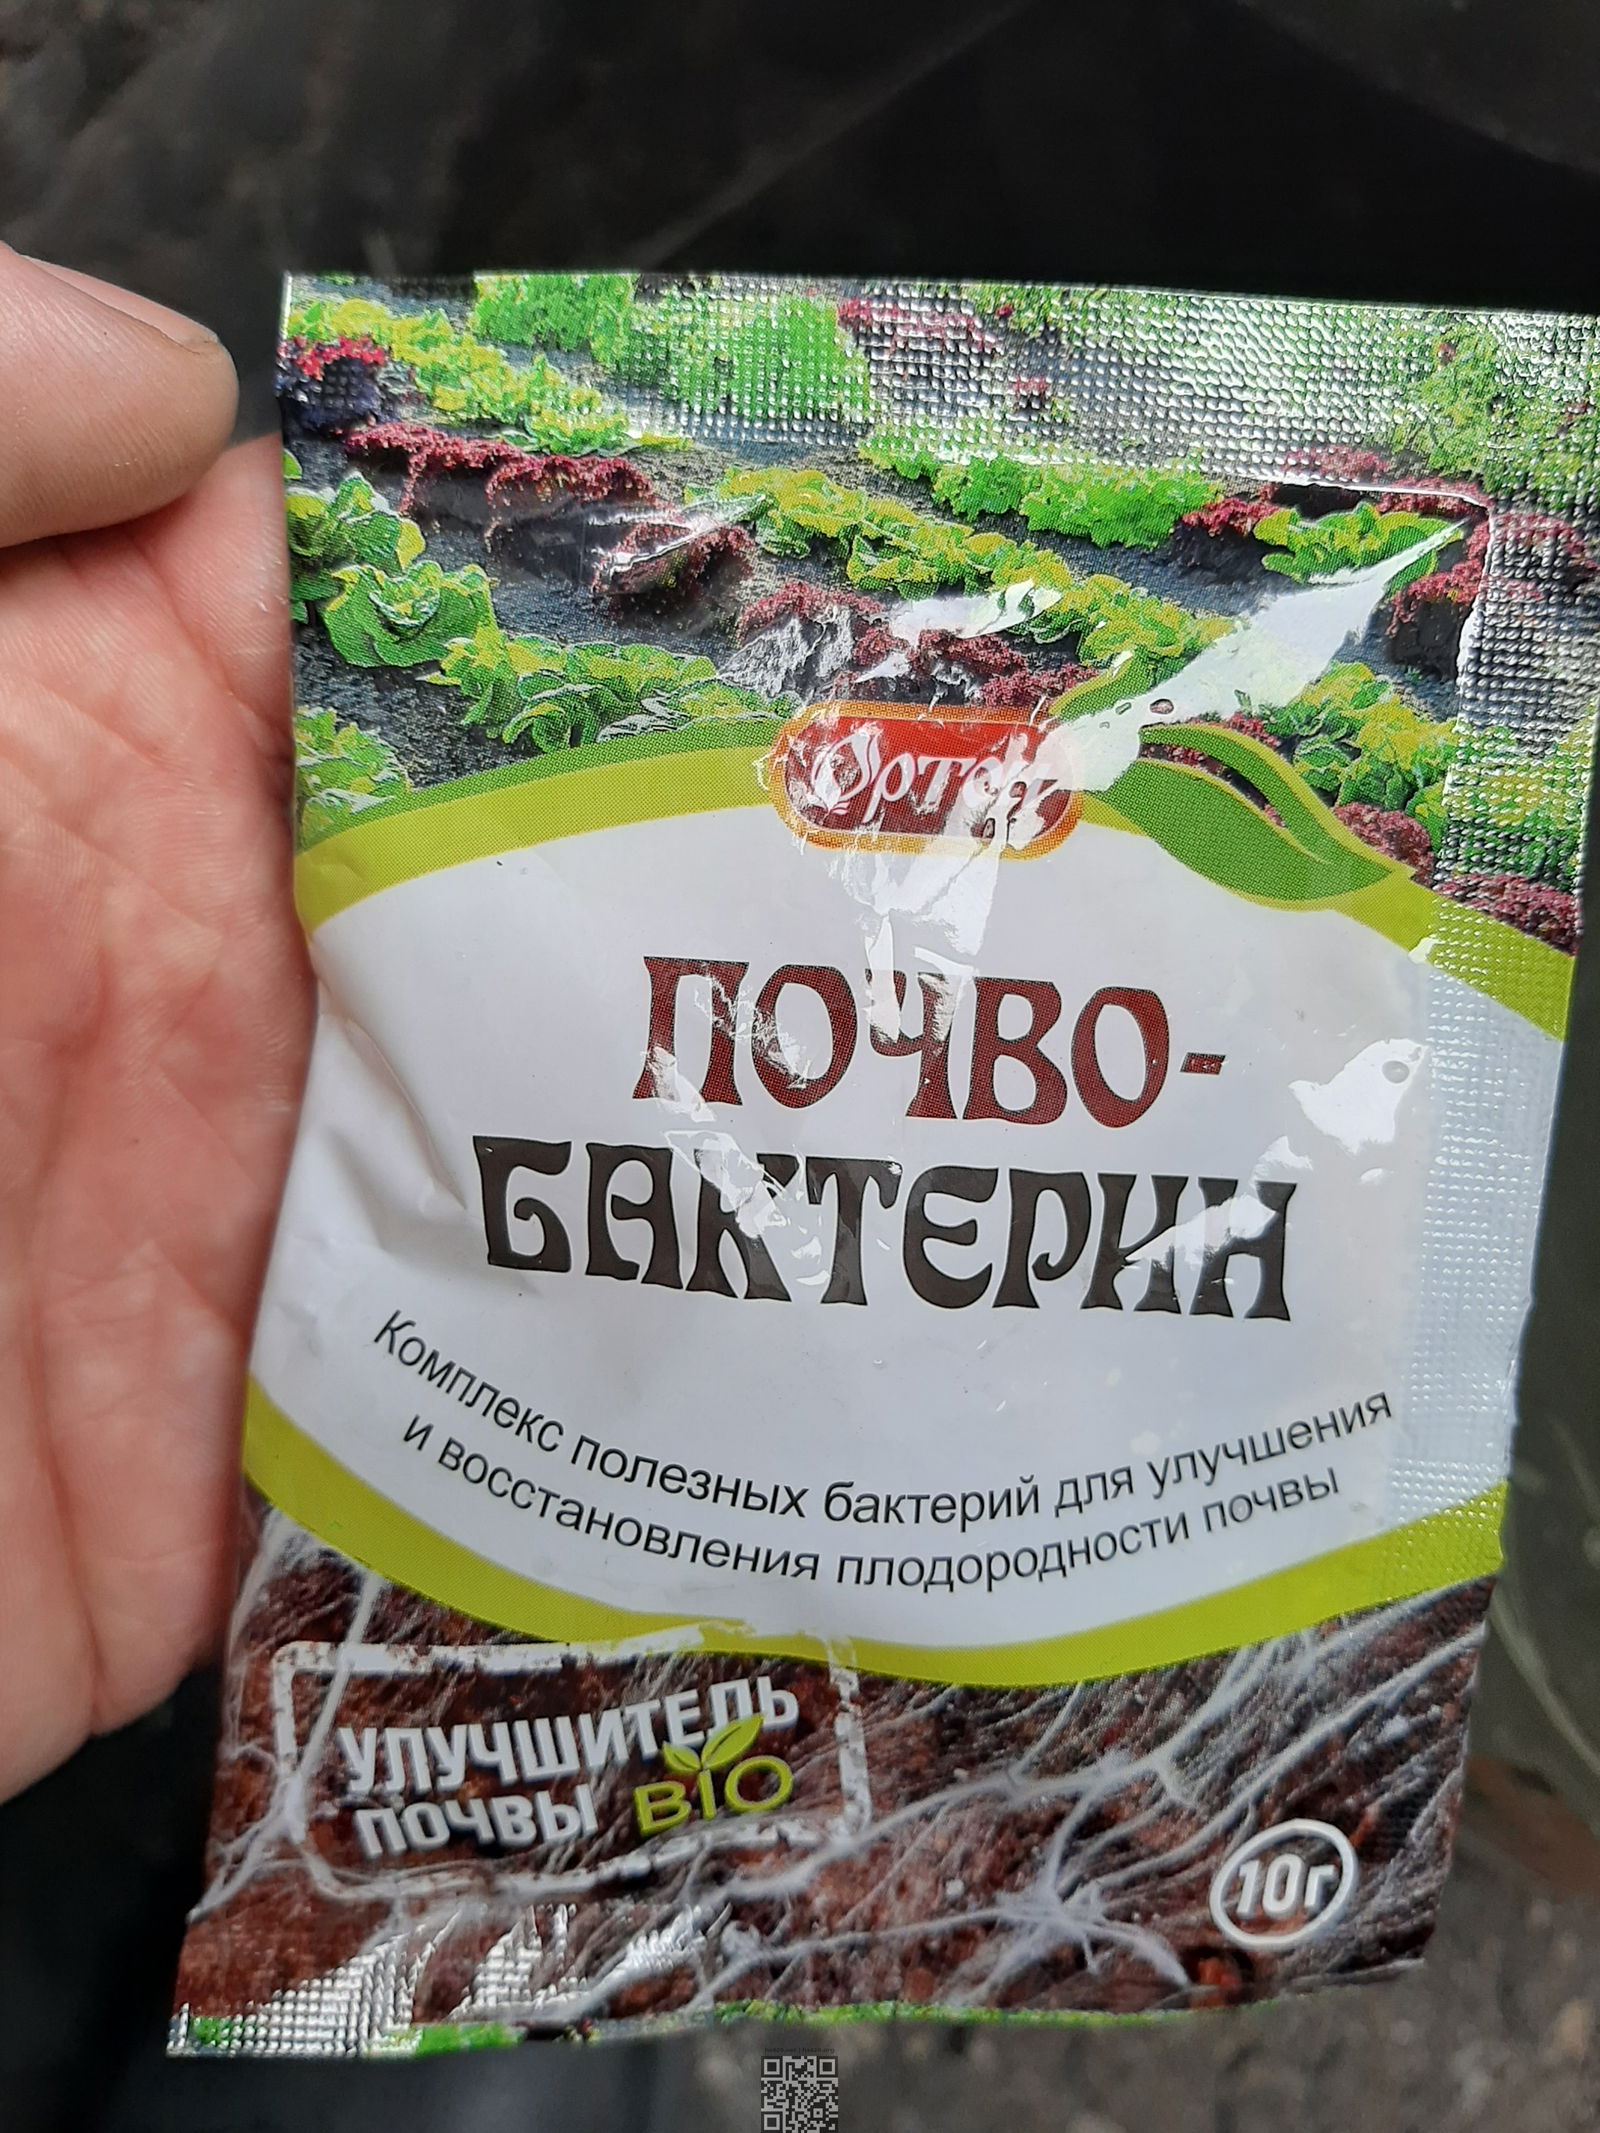 Ортон
ПОЧВО-
БАКТЕРИИ
Комплекс полезных бактерий для улучшения
и восстановления плодородности почвы
УЛУЧШИТЕЛЬ
ПОЧВЫ BIO
10г